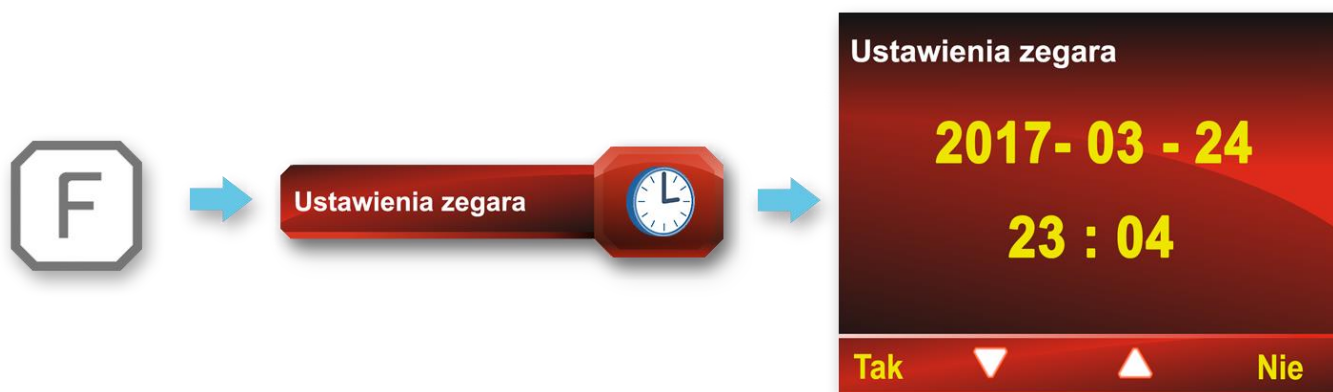 F
Ustawienia zegara
Ustawienia zegara
2017- 03 - 24
23 : 04
Tak Nie